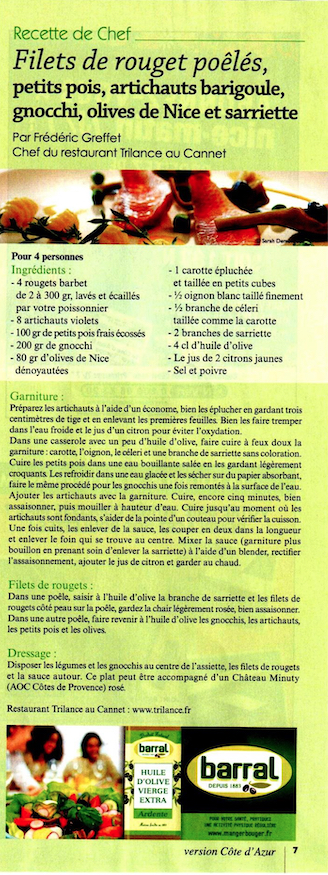 Recette de Chef
Filets de rouget poêlés,
petits pois, artichauts barigoule,
gnocchi, olives de Nice et sarriette
Par Frédéric Greffet
Chef du restaurant Trilance au Cannet
© Sarah
Pour 4 personnes
Ingrédients :
- 4 rougets barbet
de 2 à 300 gr, lavés et écaillés
par votre poissonnier
- 8 artichauts violets
- 100 gr de petits pois frais écossés
- 200 gr de gnocchi
- 80 gr d'olives de Nice
dénoyautées
- 1 carotte épluchée
et taillée en petits cubes
- ½ oignon blanc taillé finement
- ½ branche de céleri
taillée comme la carotte
- 2 branches de sarriette
- 4 cl d'huile d'olive
- Le jus de 2 citrons jaunes
- Sel et poivre
Garniture :
Préparez les artichauts à l'aide d'un économe, bien les éplucher en gardant trois
centimètres de tige et en enlevant les premières feuilles. Bien les faire tremper
dans l'eau froide et le jus d'un citron pour éviter l'oxydation.
Dans une casserole avec un peu d'huile d'olive, faire cuire à feux doux la
garniture : carotte, l'oignon, le céleri et une branche de sarriette sans coloration.
Cuire les petits pois dans une eau bouillante salée en les gardant légèrement
croquants. Les refroidir dans une eau glacée et les sécher sur du papier absorbant,
faire le même procédé pour les gnocchis une fois remontés à la surface de l'eau.
Ajouter les artichauts avec la garniture. Cuire, encore cinq minutes, bien
assaisonner, puis mouiller à hauteur d'eau. Cuire jusqu'au moment où les
artichauts sont fondants, s'aider de la pointe d'un couteau pour vérifier la cuisson.
Une fois cuits, les enlever de la sauce, les couper en deux dans la longueur
et enlever le foin qui se trouve au centre. Mixer la sauce (garniture plus
bouillon en prenant soin d'enlever la sarriette) à l'aide d'un blender, rectifier
l'assaisonnement, ajouter le jus de citron et garder au chaud.
Filets de rougets :
Dans une poêle, saisir à l'huile d'olive la branche de sarriette et les filets de
rougets côté peau sur la poêle, gardez la chair légèrement rosée, bien assaisonner.
Dans une autre poêle, faire revenir à l'huile d'olive les gnocchis, les artichauts,
les petits pois et les olives.
Dressage :
Disposer les légumes et les gnocchis au centre de l'assiette, les filets de rougets
et la sauce autour. Ce plat peut être accompagné d'un Château Minuty
(AOC Côtes de Provence) rosé.
Restaurant Trilance au Cannet : www.trilance.fr
barral
HUILE
D'OLIVE
VIERGE
EXTRA
Ardente
barral
DEPUIS 1883
POUR VOTRE SANTÉ, PRATIQUEZ
UNE ACTIVITÉ PHYSIQUE RÉGULIÈRE
www.mangerbouger.fr
version Côte d'Azur 7